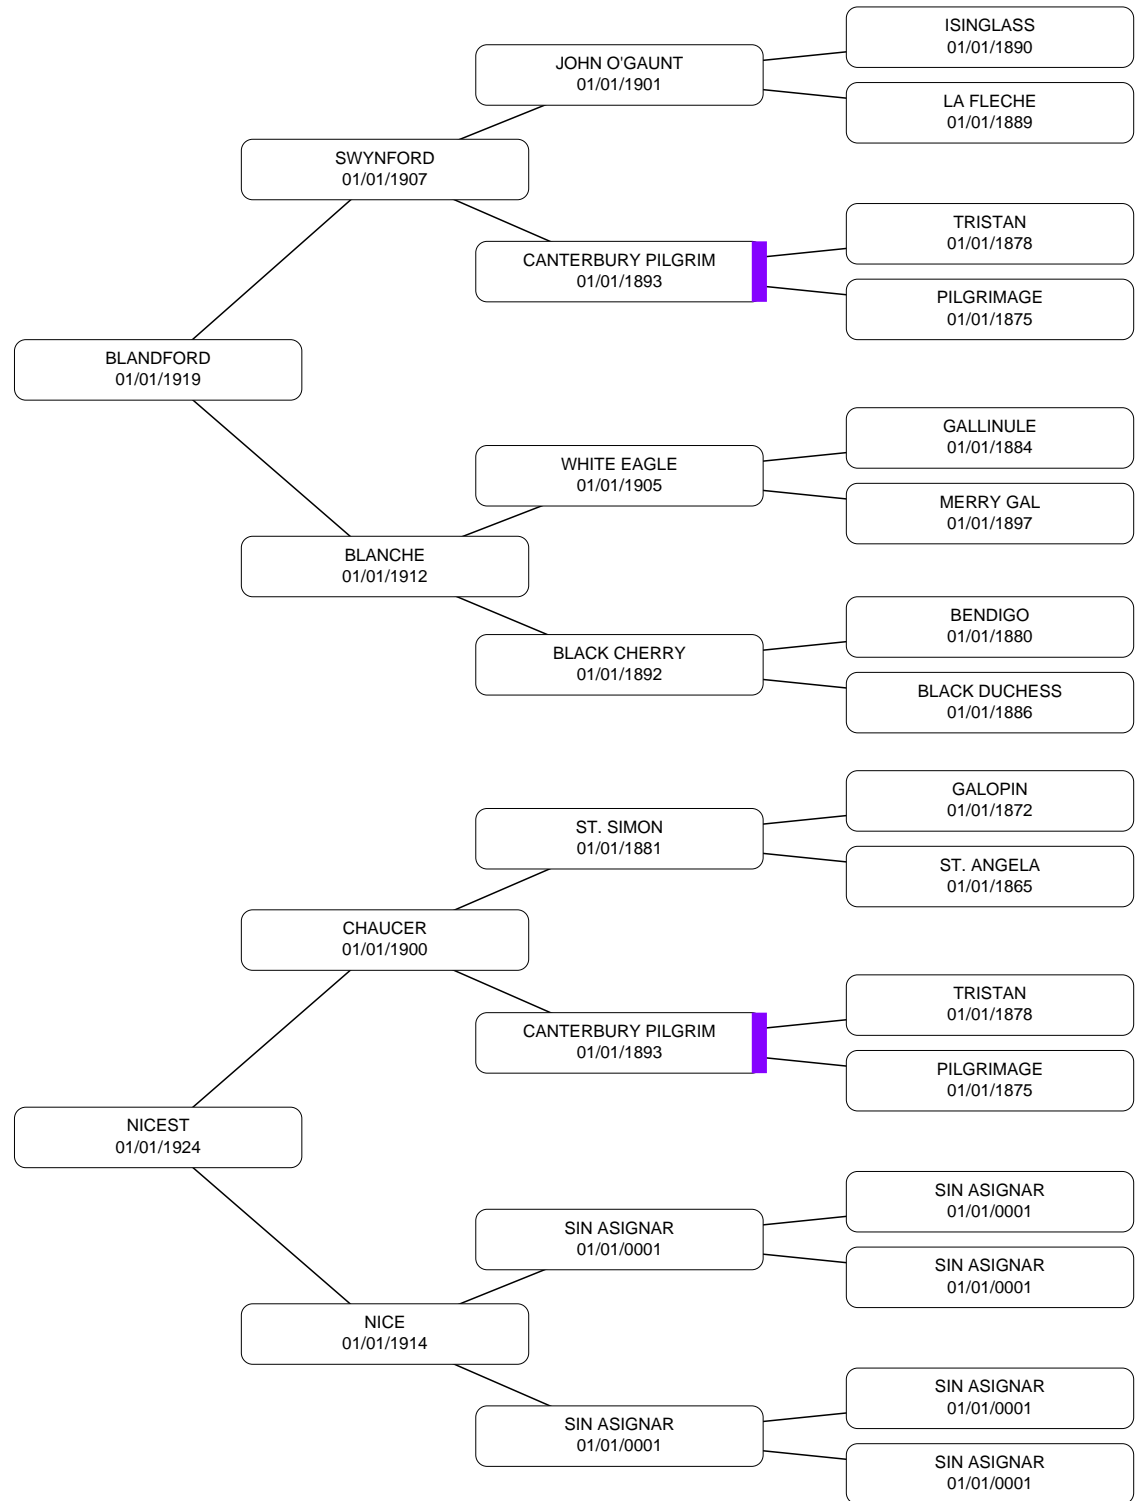 ISINGLASS
01/01/1890
JOHN O'GAUNT
01/01/1901
LA FLECHE
01/01/1889
SWYNFORD
01/01/1907
TRISTAN
01/01/1878
CANTERBURY PILGRIM
01/01/1893
PILGRIMAGE
01/01/1875
BLANDFORD
01/01/1919
GALLINULE
01/01/1884
WHITE EAGLE
01/01/1905
MERRY GAL
01/01/1897
BLANCHE
01/01/1912
BENDIGO
01/01/1880
BLACK CHERRY
01/01/1892
BLACK DUCHESS
01/01/1886
GALOPIN
01/01/1872
ST. SIMON
01/01/1881
ST. ANGELA
01/01/1865
CHAUCER
01/01/1900
TRISTAN
01/01/1878
CANTERBURY PILGRIM
01/01/1893
PILGRIMAGE
01/01/1875
NICEST
01/01/1924
SIN ASIGNAR
01/01/0001
SIN ASIGNAR
01/01/0001
SIN ASIGNAR
01/01/0001
NICE
01/01/1914
SIN ASIGNAR
01/01/0001
SIN ASIGNAR
01/01/0001
SIN ASIGNAR
01/01/0001